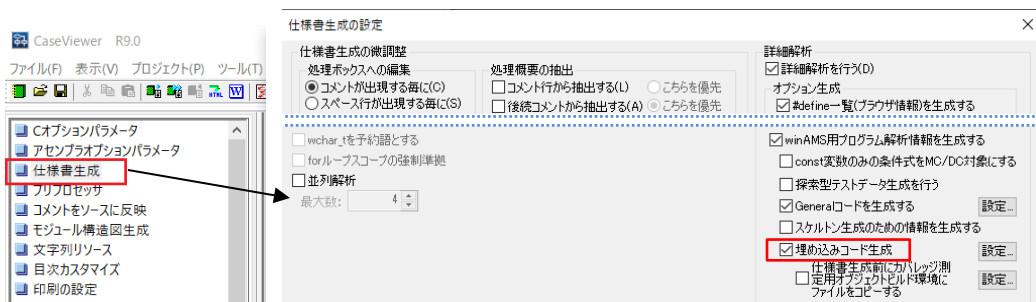 CaseViewer R9.0
ファイル(F) 表示(V) プロジェクト(P) ツール(T)
Cオプションパラメータ
アセンブラオプションパラメータ
仕様書生成
プリプロセッサ
コメントをソースに反映
モジュール構造図生成
文字列リソース
目次カスタマイズ
印刷の設定
仕様書生成の設定
仕様書生成の微調整
処理ボックスへの編集
コメントが出現する毎に(C)
スペース行が出現する毎に(S)
処理概要の抽出
コメント行から抽出する(L) こちらを優先
後続コメントから抽出する(A) こちらを優先
wchar_tを予約語とする
forループスコープの強制準拠
並列解析
最大数: 4
詳細解析
詳細解析を行う(D)
オプション生成
#define一覧(ブラウザ情報)を生成する
winAMS用プログラム解析情報を生成する
const変数のみの条件式をMC/DC対象にする
探索型テストデータ生成を行う
Generalコードを生成する 設定...
スケルトン生成のための情報を生成する
埋め込みコード生成 設定...
仕様書生成前にカバレッジ測
定用オブジェクトビルド環境に
ファイルをコピーする 設定...